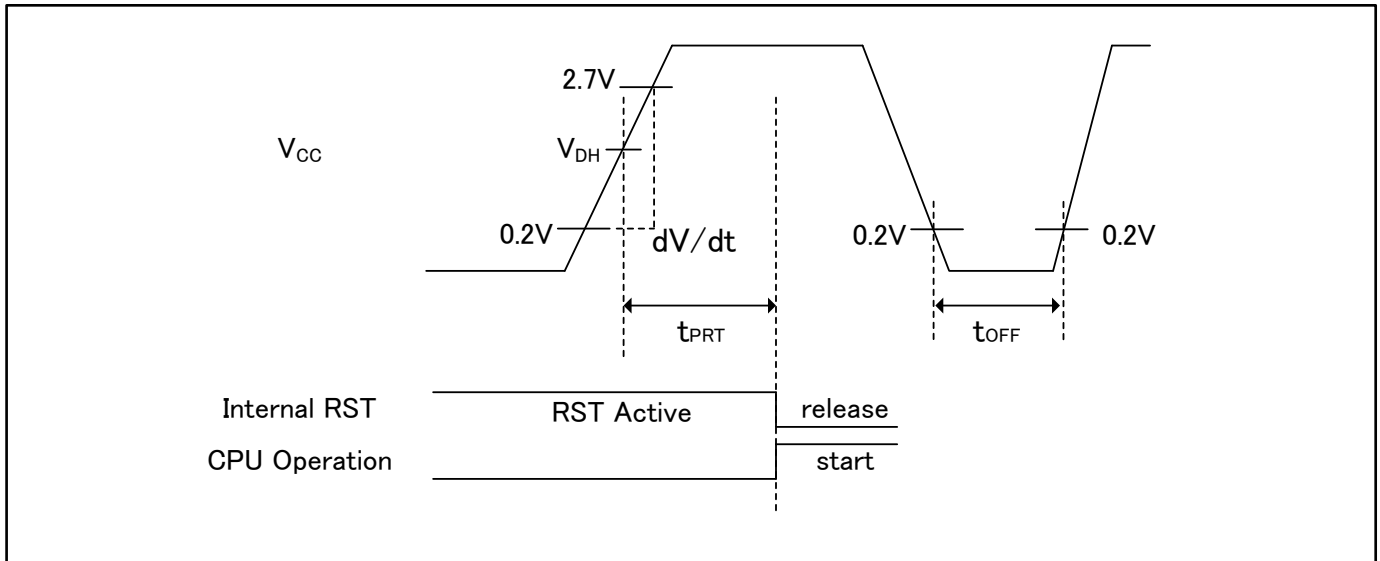 2.7V
VCC
VDH
0.2V
dV/dt
0.2V
0.2V
tPRT
tOFF
Internal RST
RST Active
release
CPU Operation
start